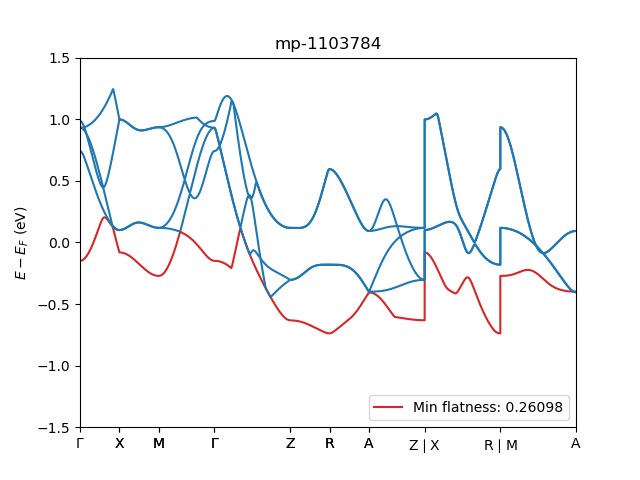 mp-1103784
E − E_F (eV)
1.5
1.0
0.5
0.0
−0.5
−1.0
−1.5
Min flatness: 0.26098
Γ X M Γ Z R A Z | X R | M A